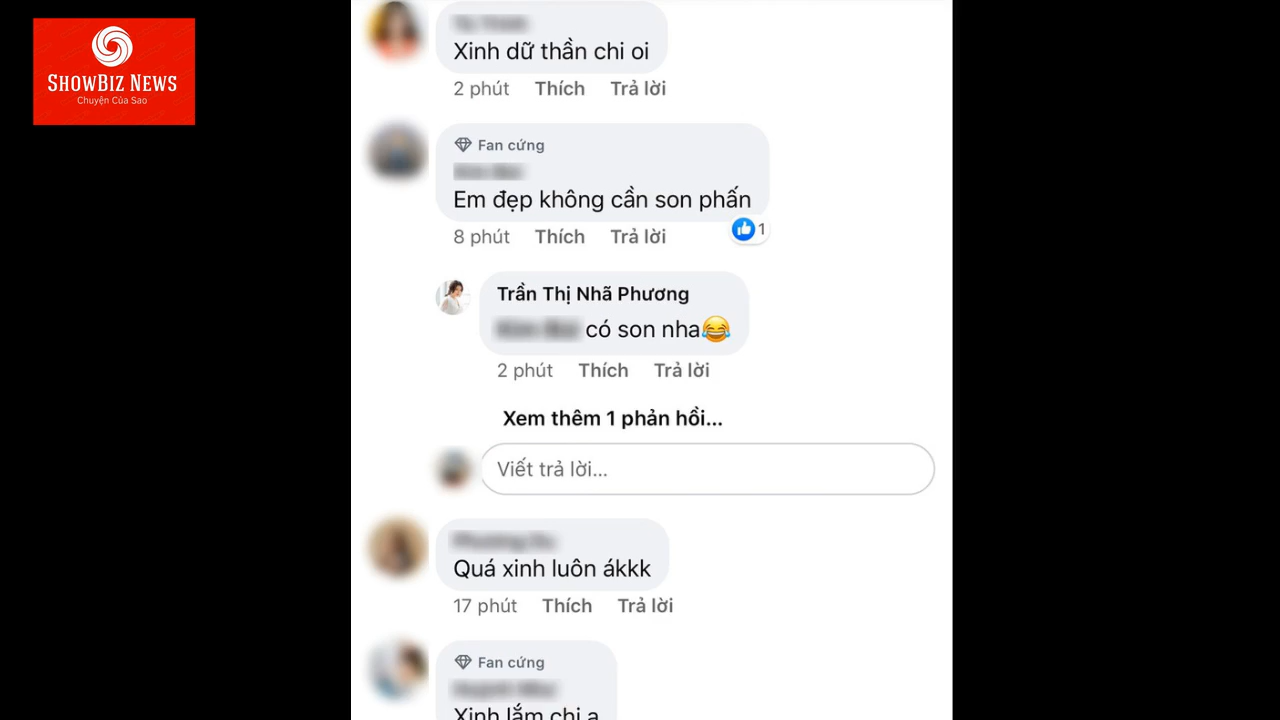 SHOWBIZ NEWS
Chuyện Của Sao
Xinh dữ thần chi oi
2 phút Thích Trả lời
Fan cứng
Em đẹp không cần son phấn
8 phút Thích Trả lời 1
Trần Thị Nhã Phương
có son nha😂
2 phút Thích Trả lời
Xem thêm 1 phản hồi...
Viết trả lời...
Quá xinh luôn ákkk
17 phút Thích Trả lời
Fan cứng
Xinh lắm chi a